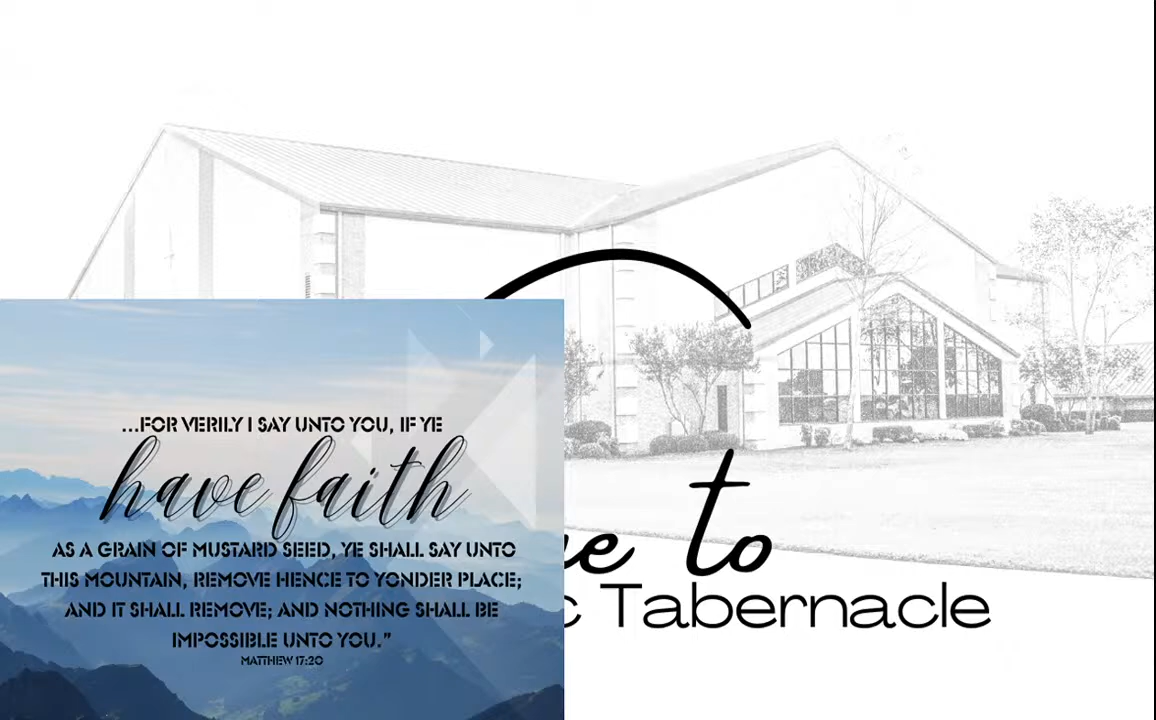 ...FOR VERILY I SAY UNTO YOU, IF YE
have faith
AS A GRAIN OF MUSTARD SEED, YE SHALL SAY UNTO
THIS MOUNTAIN, REMOVE HENCE TO YONDER PLACE;
AND IT SHALL REMOVE; AND NOTHING SHALL BE
IMPOSSIBLE UNTO YOU."
MATTHEW 17:20
to
Tabernacle